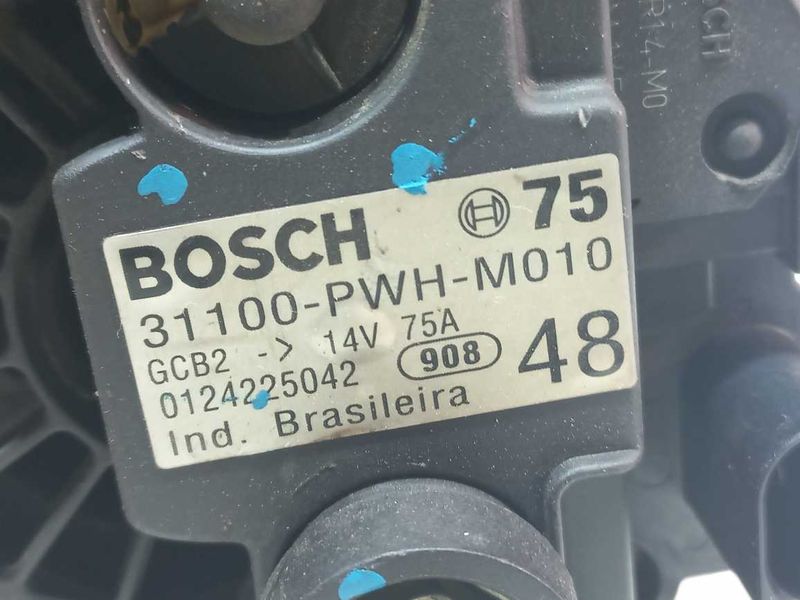 BOSCH 75
31100-PWH-M010
GCB2 -> 14V 75A
0124225042 908 48
Ind. Brasileira